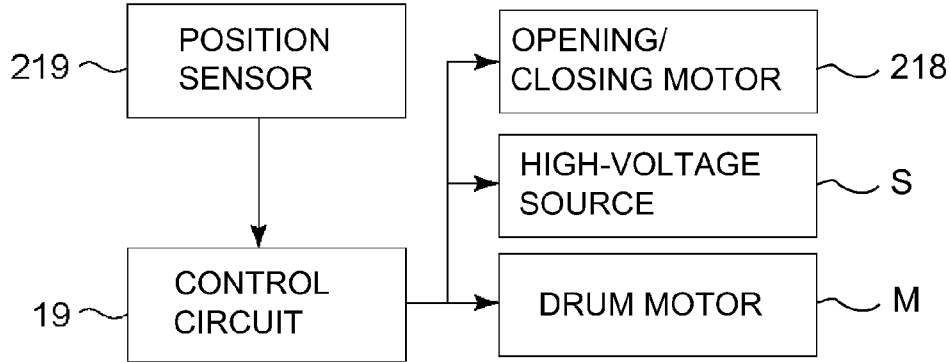 219
POSITION
SENSOR
OPENING/
CLOSING MOTOR
218
HIGH-VOLTAGE
SOURCE
S
19
CONTROL
CIRCUIT
DRUM MOTOR
M